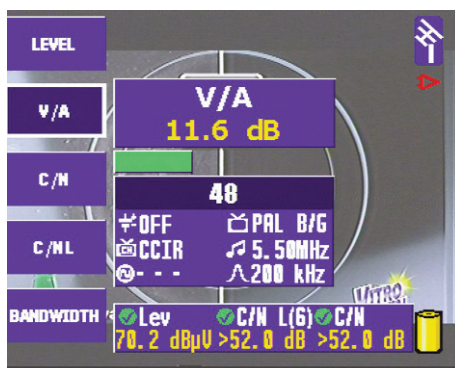 LEVEL
V/A
V/A
11.6 dB
C/N
48
OFF
PAL B/G
C/NL
CCIR
5.50MHz
- - -
200 kHz
BANDWIDTH
Lev C/N L(6) C/N
70.2 dBµV >52.0 dB >52.0 dB